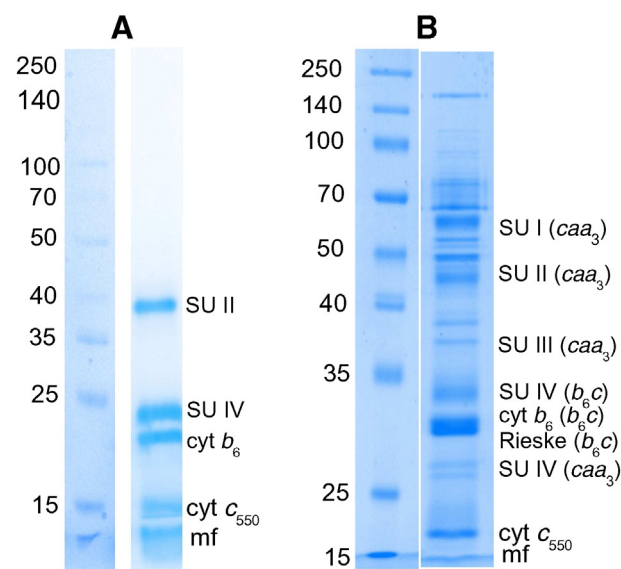 A
250
140
100
70
50
40
35
25
15
SU II
SU IV
cyt b6
cyt c550
mf
B
250
140
100
70
50
40
35
25
15
SU I (caa3)
SU II (caa3)
SU III (caa3)
SU IV (b6c)
cyt b6 (b6c)
Rieske (b6c)
SU IV (caa3)
cyt c550
mf